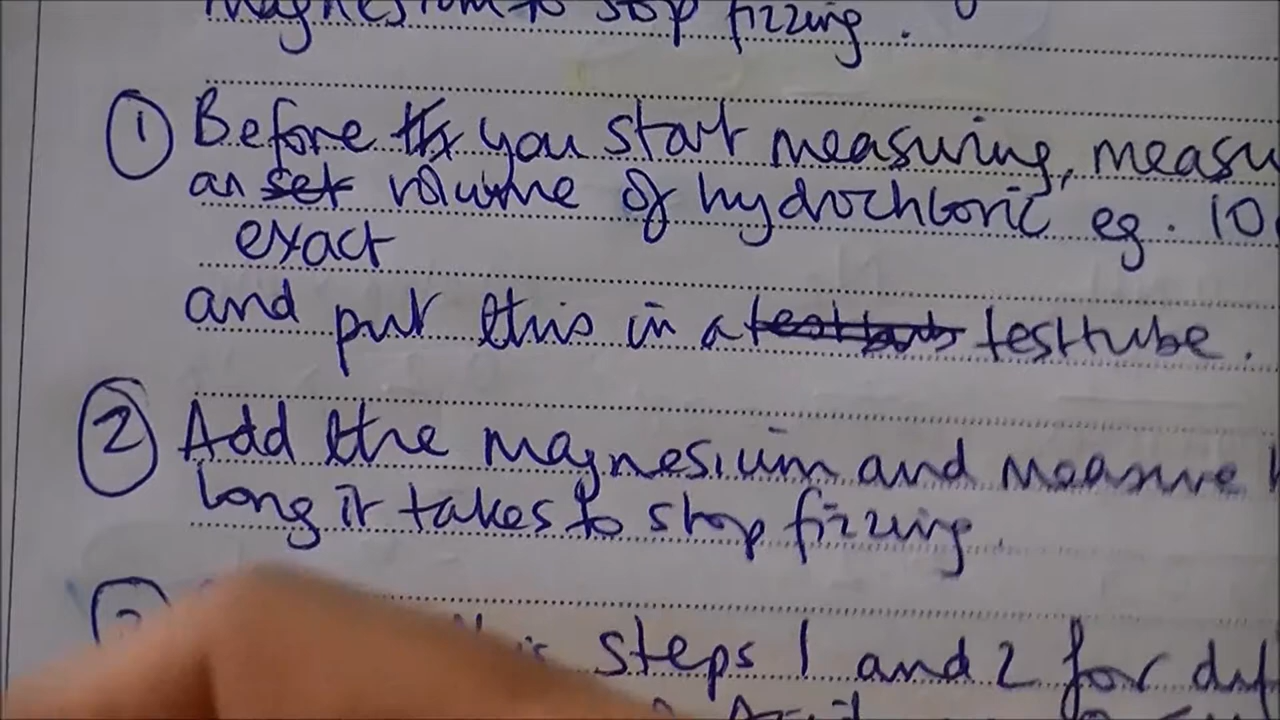 magnesium to stop fizzing.
① Before you start measuring, measu
an set volume of hydrochloric eg. 10
exact
and put this in a testtube.
② Add the magnesium and measure h
long it takes to stop fizzing.
steps 1 and 2 for dif